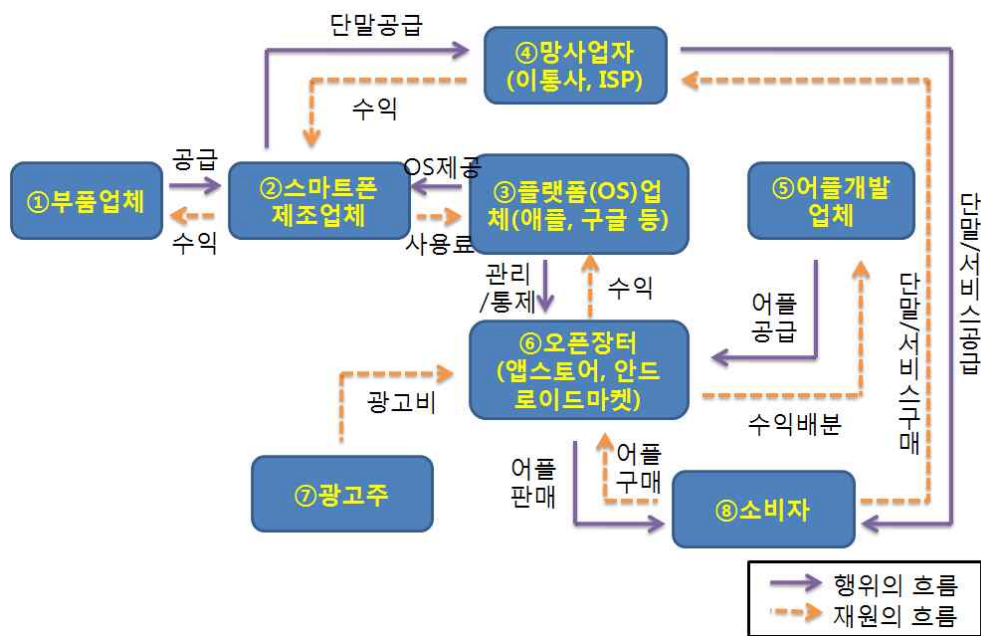 단말공급
④망사업자
(이통사, ISP)
수익
공급
OS제공
①부품업체
②스마트폰
제조업체
③플랫폼(OS)업
체(애플, 구글 등)
⑤어플개발
업체
수익
사용료
관리
/통제
수익
어플
공급
단말/서비스구매
단말/서비스공급
⑥오픈장터
(앱스토어, 안드
로이드마켓)
광고비
수익배분
⑦광고주
어플
판매
어플
구매
⑧소비자
행위의 흐름
재원의 흐름